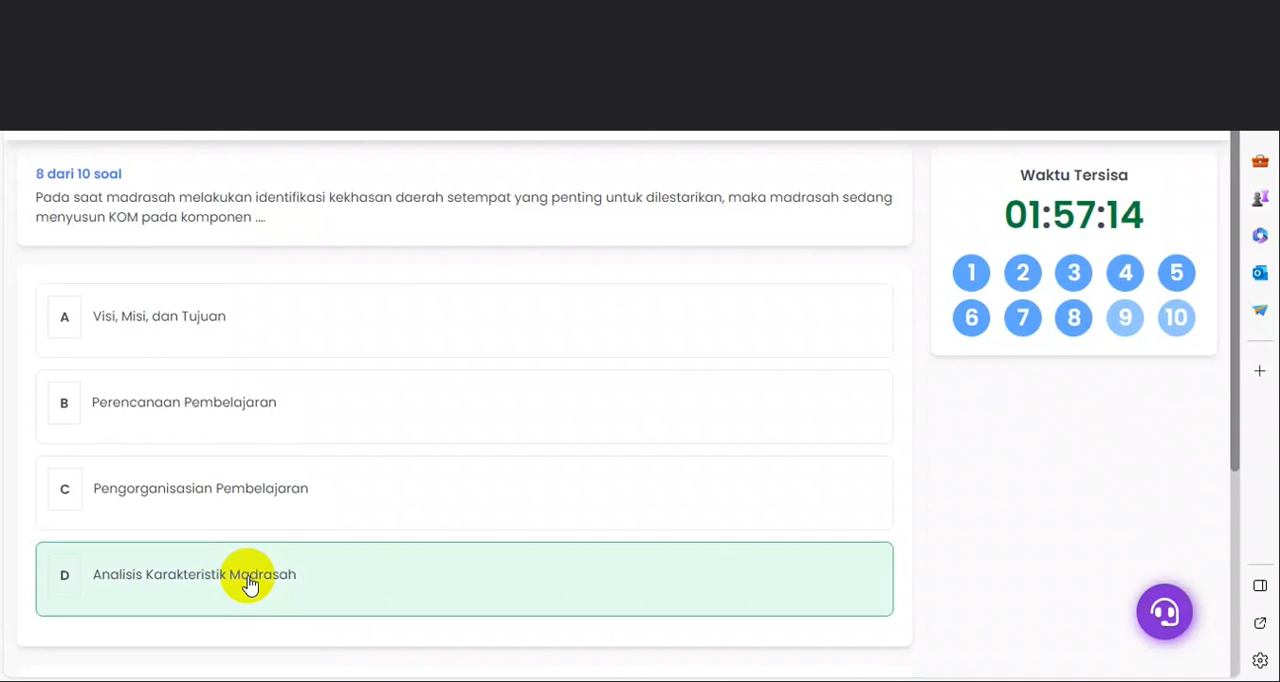 8 dari 10 soal
Pada saat madrasah melakukan identifikasi kekhasan daerah setempat yang penting untuk dilestarikan, maka madrasah sedang
menyusun KOM pada komponen ....
A Visi, Misi, dan Tujuan
B Perencanaan Pembelajaran
C Pengorganisasian Pembelajaran
D Analisis Karakteristik Madrasah
Waktu Tersisa
01:57:14
1 2 3 4 5
6 7 8 9 10